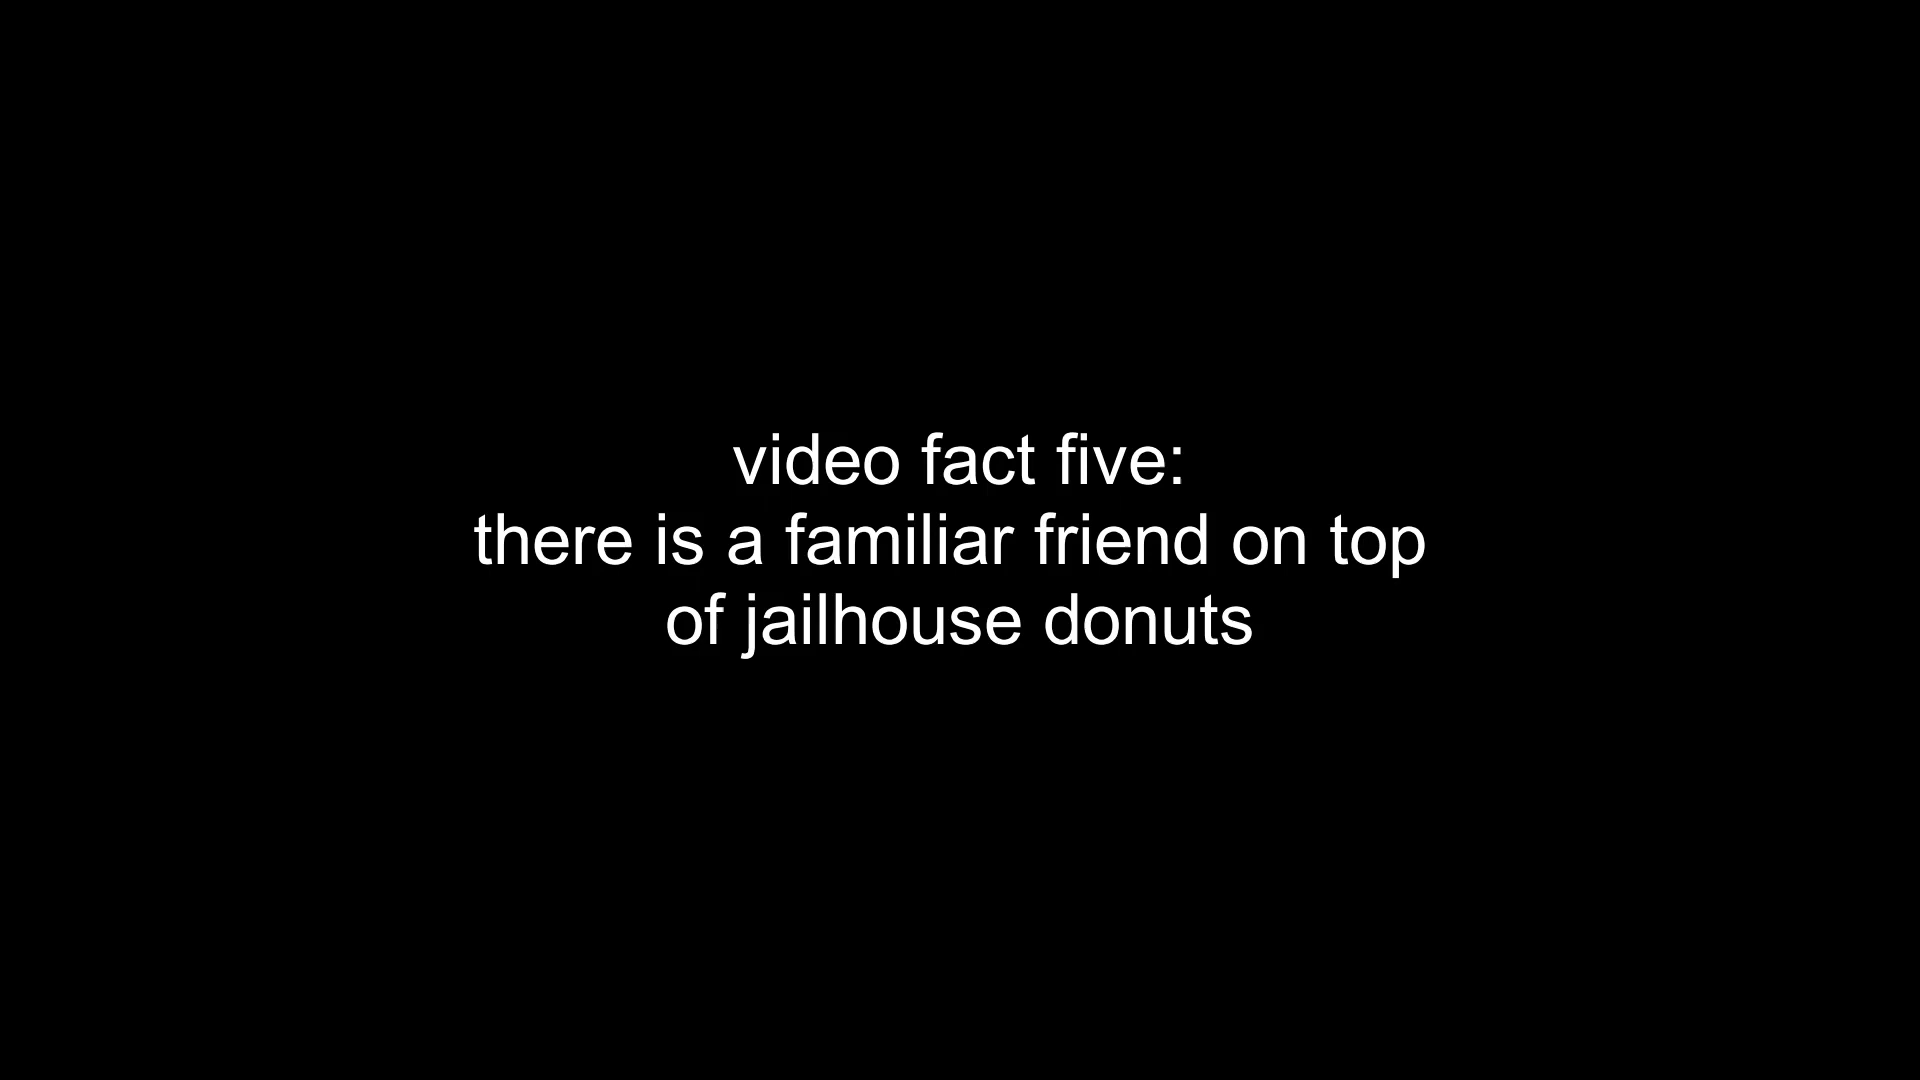 video fact five:
there is a familiar friend on top
of jailhouse donuts